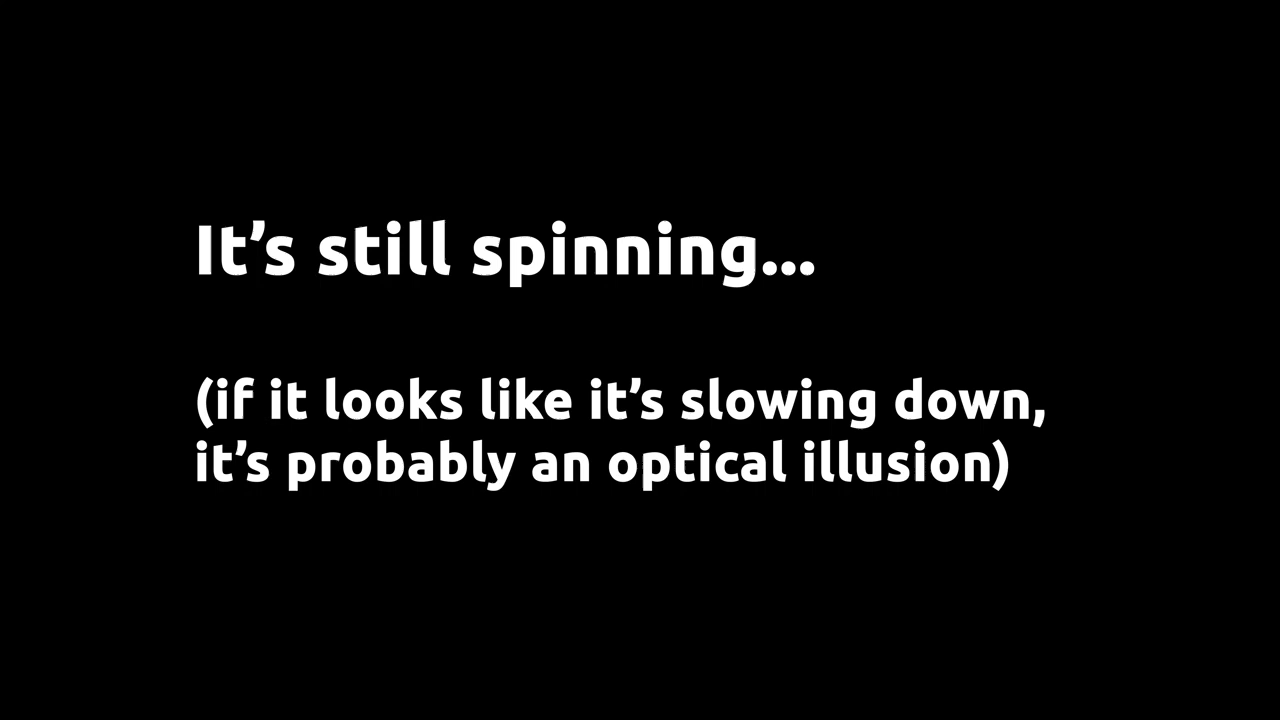 It’s still spinning...
(if it looks like it’s slowing down,
it’s probably an optical illusion)